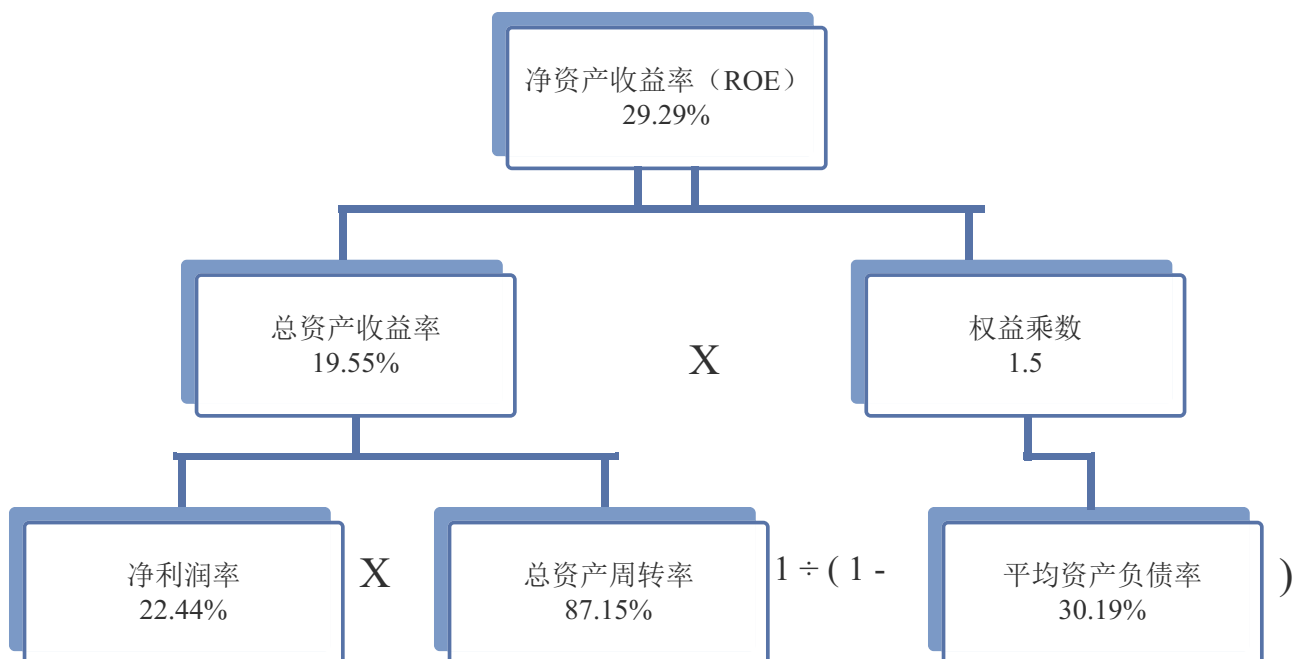 净资产收益率（ROE）
29.29%
总资产收益率
19.55%
X
权益乘数
1.5
净利润率
22.44%
X
总资产周转率
87.15%
1 ÷ ( 1 -
平均资产负债率
30.19%
)